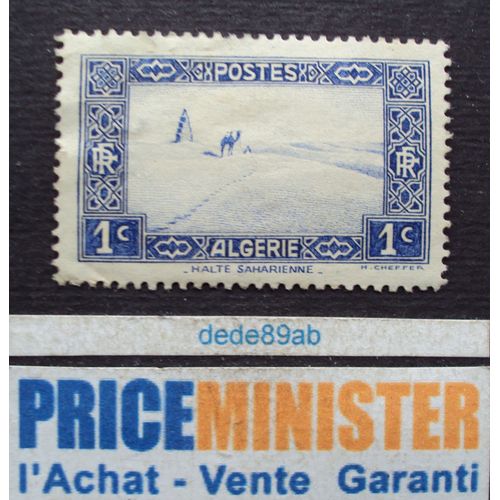 POSTES
RF RF
1c ALGERIE 1c
- HALTE SAHARIENNE - H. CHEFFER
dede89ab
PRICEMINISTER
l'Achat - Vente Garanti